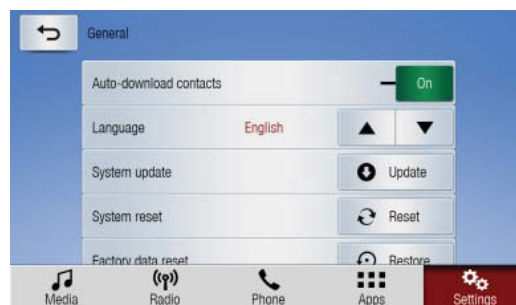 General
Auto-download contacts On
Language English
System update Update
System reset Reset
Factory data reset Restore
Media Radio Phone Apps Settings